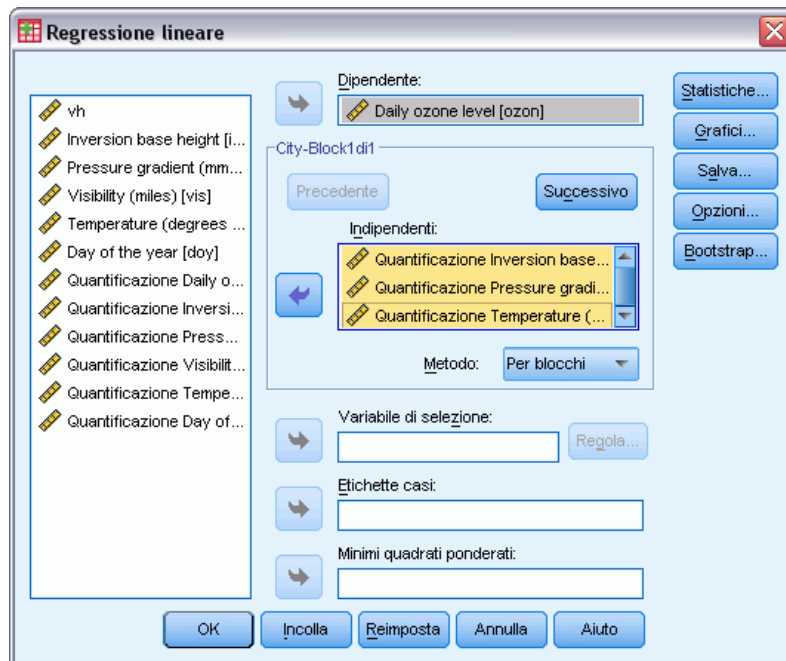 Regressione lineare
vh
Inversion base height [i...
Pressure gradient (mm...
Visibility (miles) [vis]
Temperature (degrees ...
Day of the year [doy]
Quantificazione Daily o...
Quantificazione Inversi...
Quantificazione Press...
Quantificazione Visibilit...
Quantificazione Tempe...
Quantificazione Day of...
Dipendente:
Daily ozone level [ozon]
City-Block1di1
Precedente
Successivo
Indipendenti:
Quantificazione Inversion base...
Quantificazione Pressure gradi...
Quantificazione Temperature (...
Metodo:
Per blocchi
Variabile di selezione:
Regola...
Etichette casi:
Minimi quadrati ponderati:
Statistiche...
Grafici...
Salva...
Opzioni...
Bootstrap...
OK
Incolla
Reimposta
Annulla
Aiuto